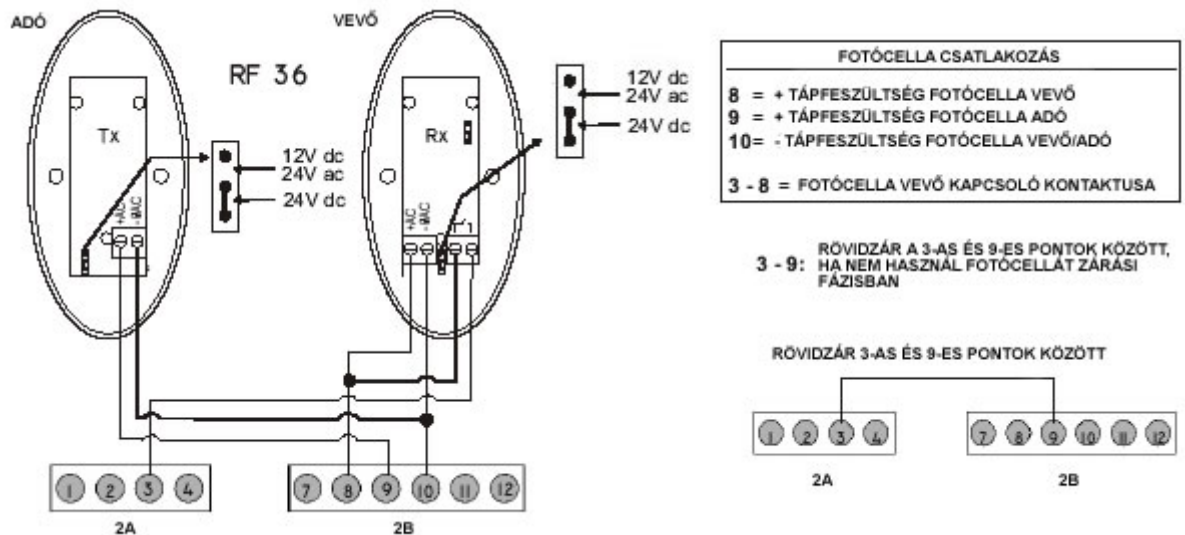 ADÓ
VEVŐ
RF 36
Tx
Rx
12V dc
24V ac
24V dc
12V dc
24V ac
24V dc
+AC
-ØAC
+AC
-ØAC
1 2 3 4
2A
7 8 9 10 11 12
2B
FOTÓCELLA CSATLAKOZÁS
8 = + TÁPFESZÜLTSÉG FOTÓCELLA VEVŐ
9 = + TÁPFESZÜLTSÉG FOTÓCELLA ADÓ
10= - TÁPFESZÜLTSÉG FOTÓCELLA VEVŐ/ADÓ
3 - 8 = FOTÓCELLA VEVŐ KAPCSOLÓ KONTAKTUSA
3 - 9: RÖVIDZÁR A 3-AS ÉS 9-ES PONTOK KÖZÖTT,
HA NEM HASZNÁL FOTÓCELLÁT ZÁRÁSI
FÁZISBAN
RÖVIDZÁR 3-AS ÉS 9-ES PONTOK KÖZÖTT
1 2 3 4
2A
7 8 9 10 11 12
2B